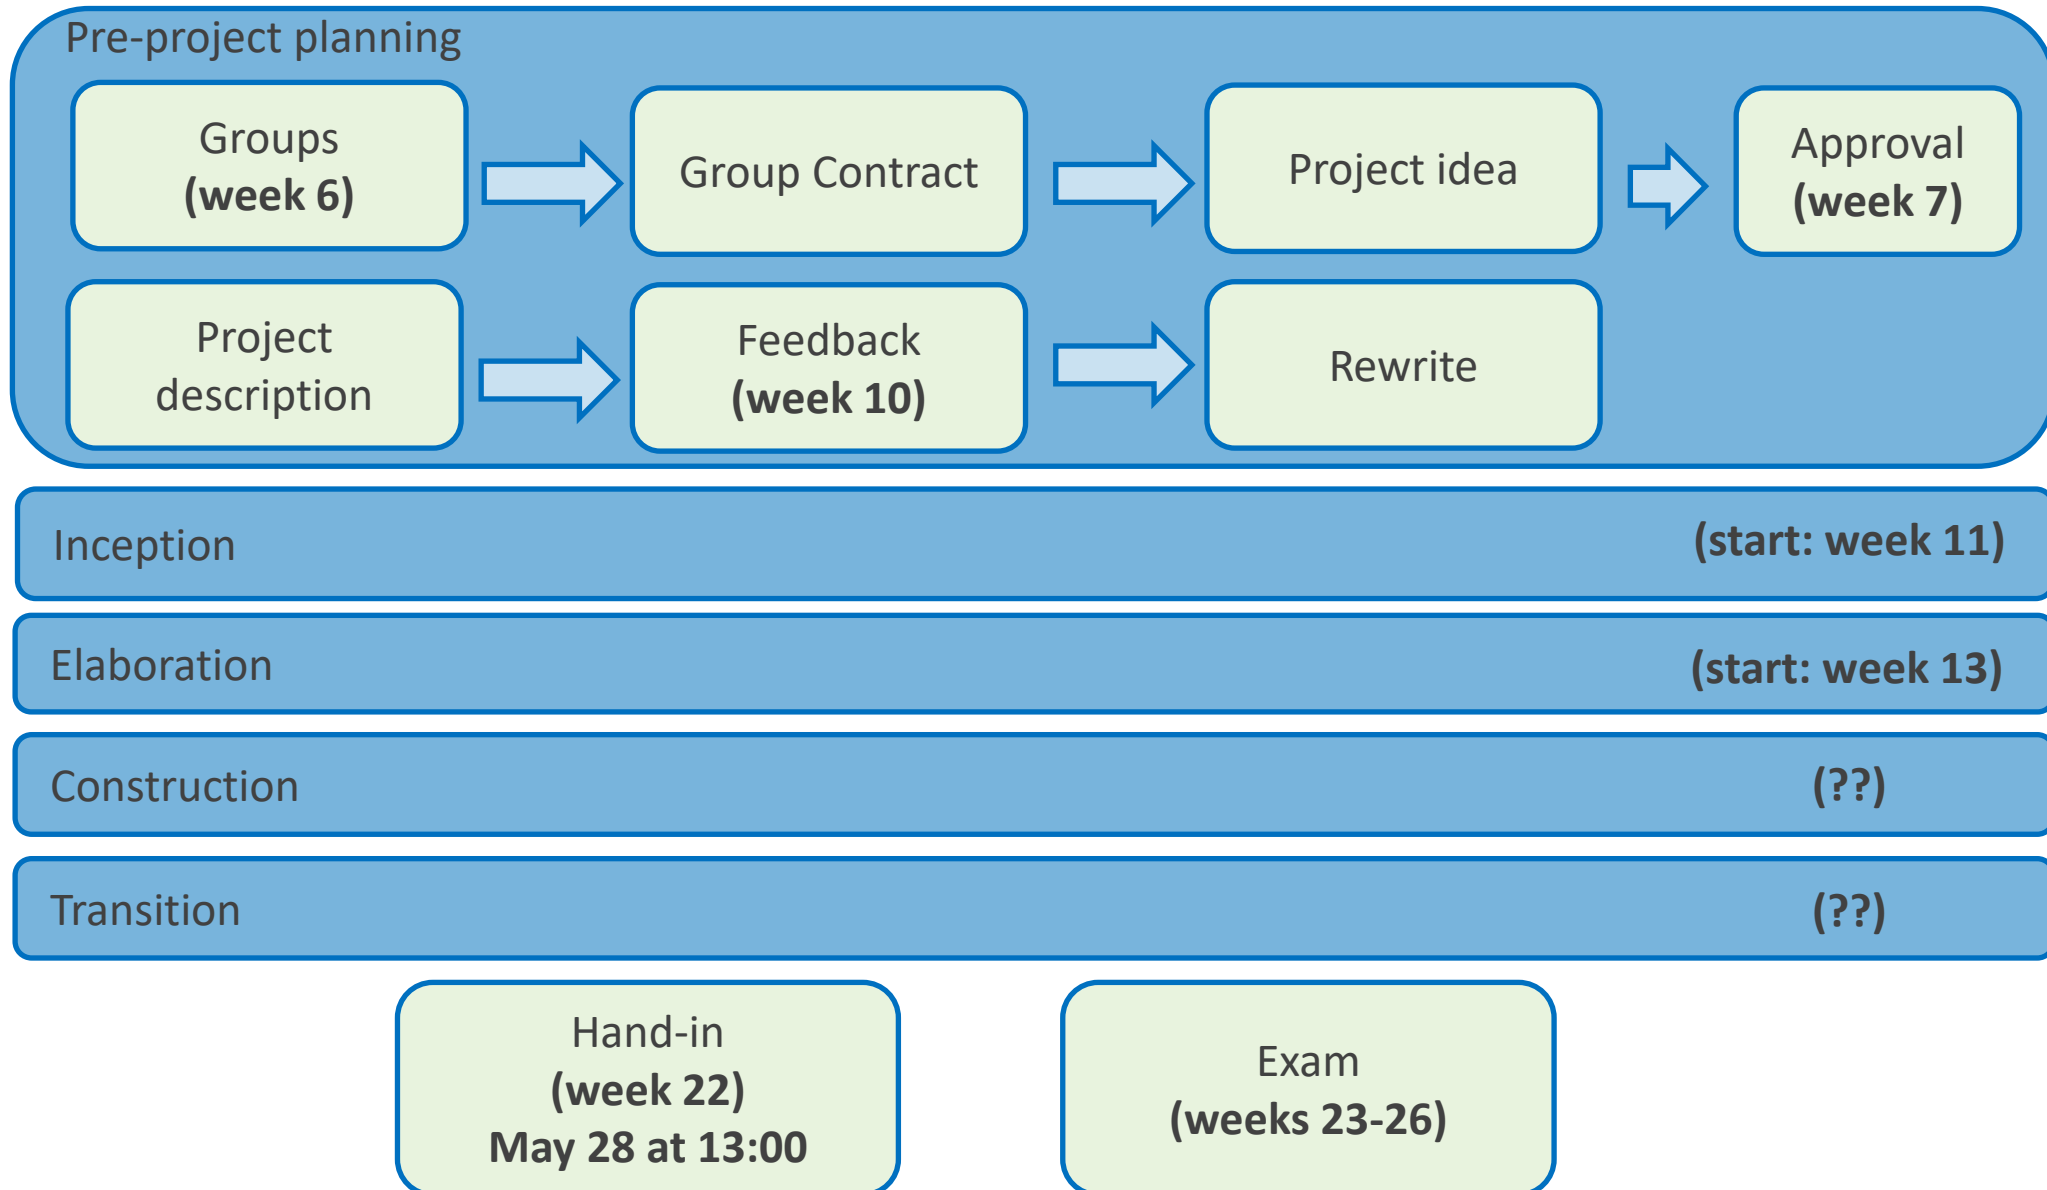 Pre-project planning
Groups
(week 6)
Group Contract
Project idea
Approval
(week 7)
Project
description
Feedback
(week 10)
Rewrite
Inception
(start: week 11)
Elaboration
(start: week 13)
Construction
(??)
Transition
(??)
Hand-in
(week 22)
May 28 at 13:00
Exam
(weeks 23-26)